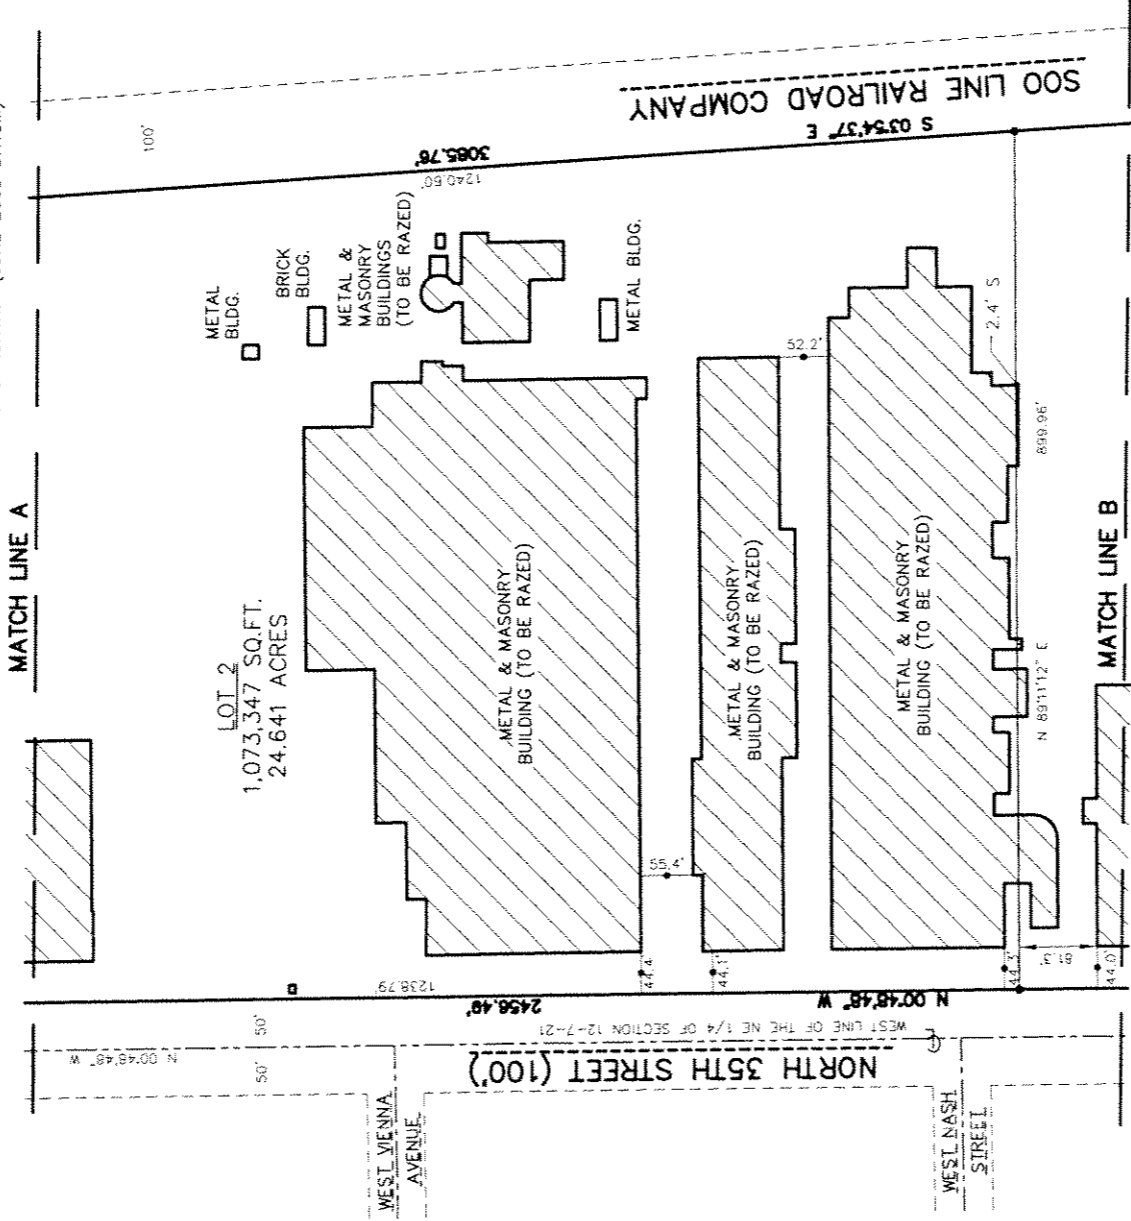 MATCH LINE A
LOT 2
1,073,347 SQ.FT.
24.641 ACRES
METAL
BLDG.
BRICK
BLDG.
METAL &
MASONRY
BUILDINGS
(TO BE RAZED)
METAL BLDG.
100'
3065.76'
1240.60'
S 03°54'37" E
SOO LINE RAILROAD COMPANY
METAL & MASONRY
BUILDING (TO BE RAZED)
METAL & MASONRY
BUILDING (TO BE RAZED)
METAL & MASONRY
BUILDING (TO BE RAZED)
52.2'
2.4' S
55.4'
899.96'
N 89°11'12" E
44.4'
44.1'
44.3'
81.3'
44.0'
1238.79'
2456.49'
N 00°48'48" W
WEST LINE OF THE NE 1/4 OF SECTION 12-7-21
N 00°48'48" W
50'
50'
NORTH 35TH STREET (100')
WEST VIENNA
AVENUE
WEST NASH
STREET
MATCH LINE B